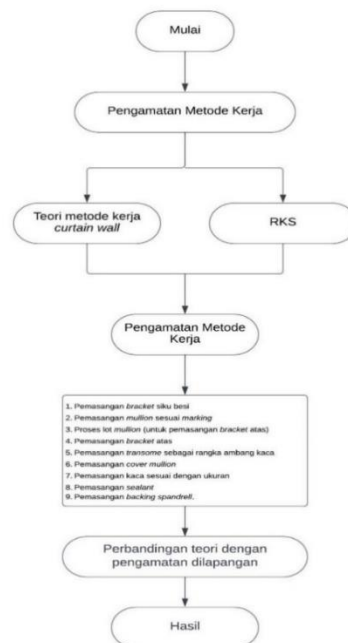 Mulai
Pengamatan Metode Kerja
Teori metode kerja
curtain wall
RKS
Pengamatan Metode
Kerja
1. Pemasangan bracket siku besi
2. Pemasangan mullion sesuai marking
3. Proses lot mullion (untuk pemasangan bracket atas)
4. Pemasangan bracket atas
5. Pemasangan transome sebagai rangka ambang kaca
6. Pemasangan cover mullion
7. Pemasangan kaca sesuai dengan ukuran
8. Pemasangan sealant
9. Pemasangan backing spandrell.
Perbandingan teori dengan
pengamatan dilapangan
Hasil